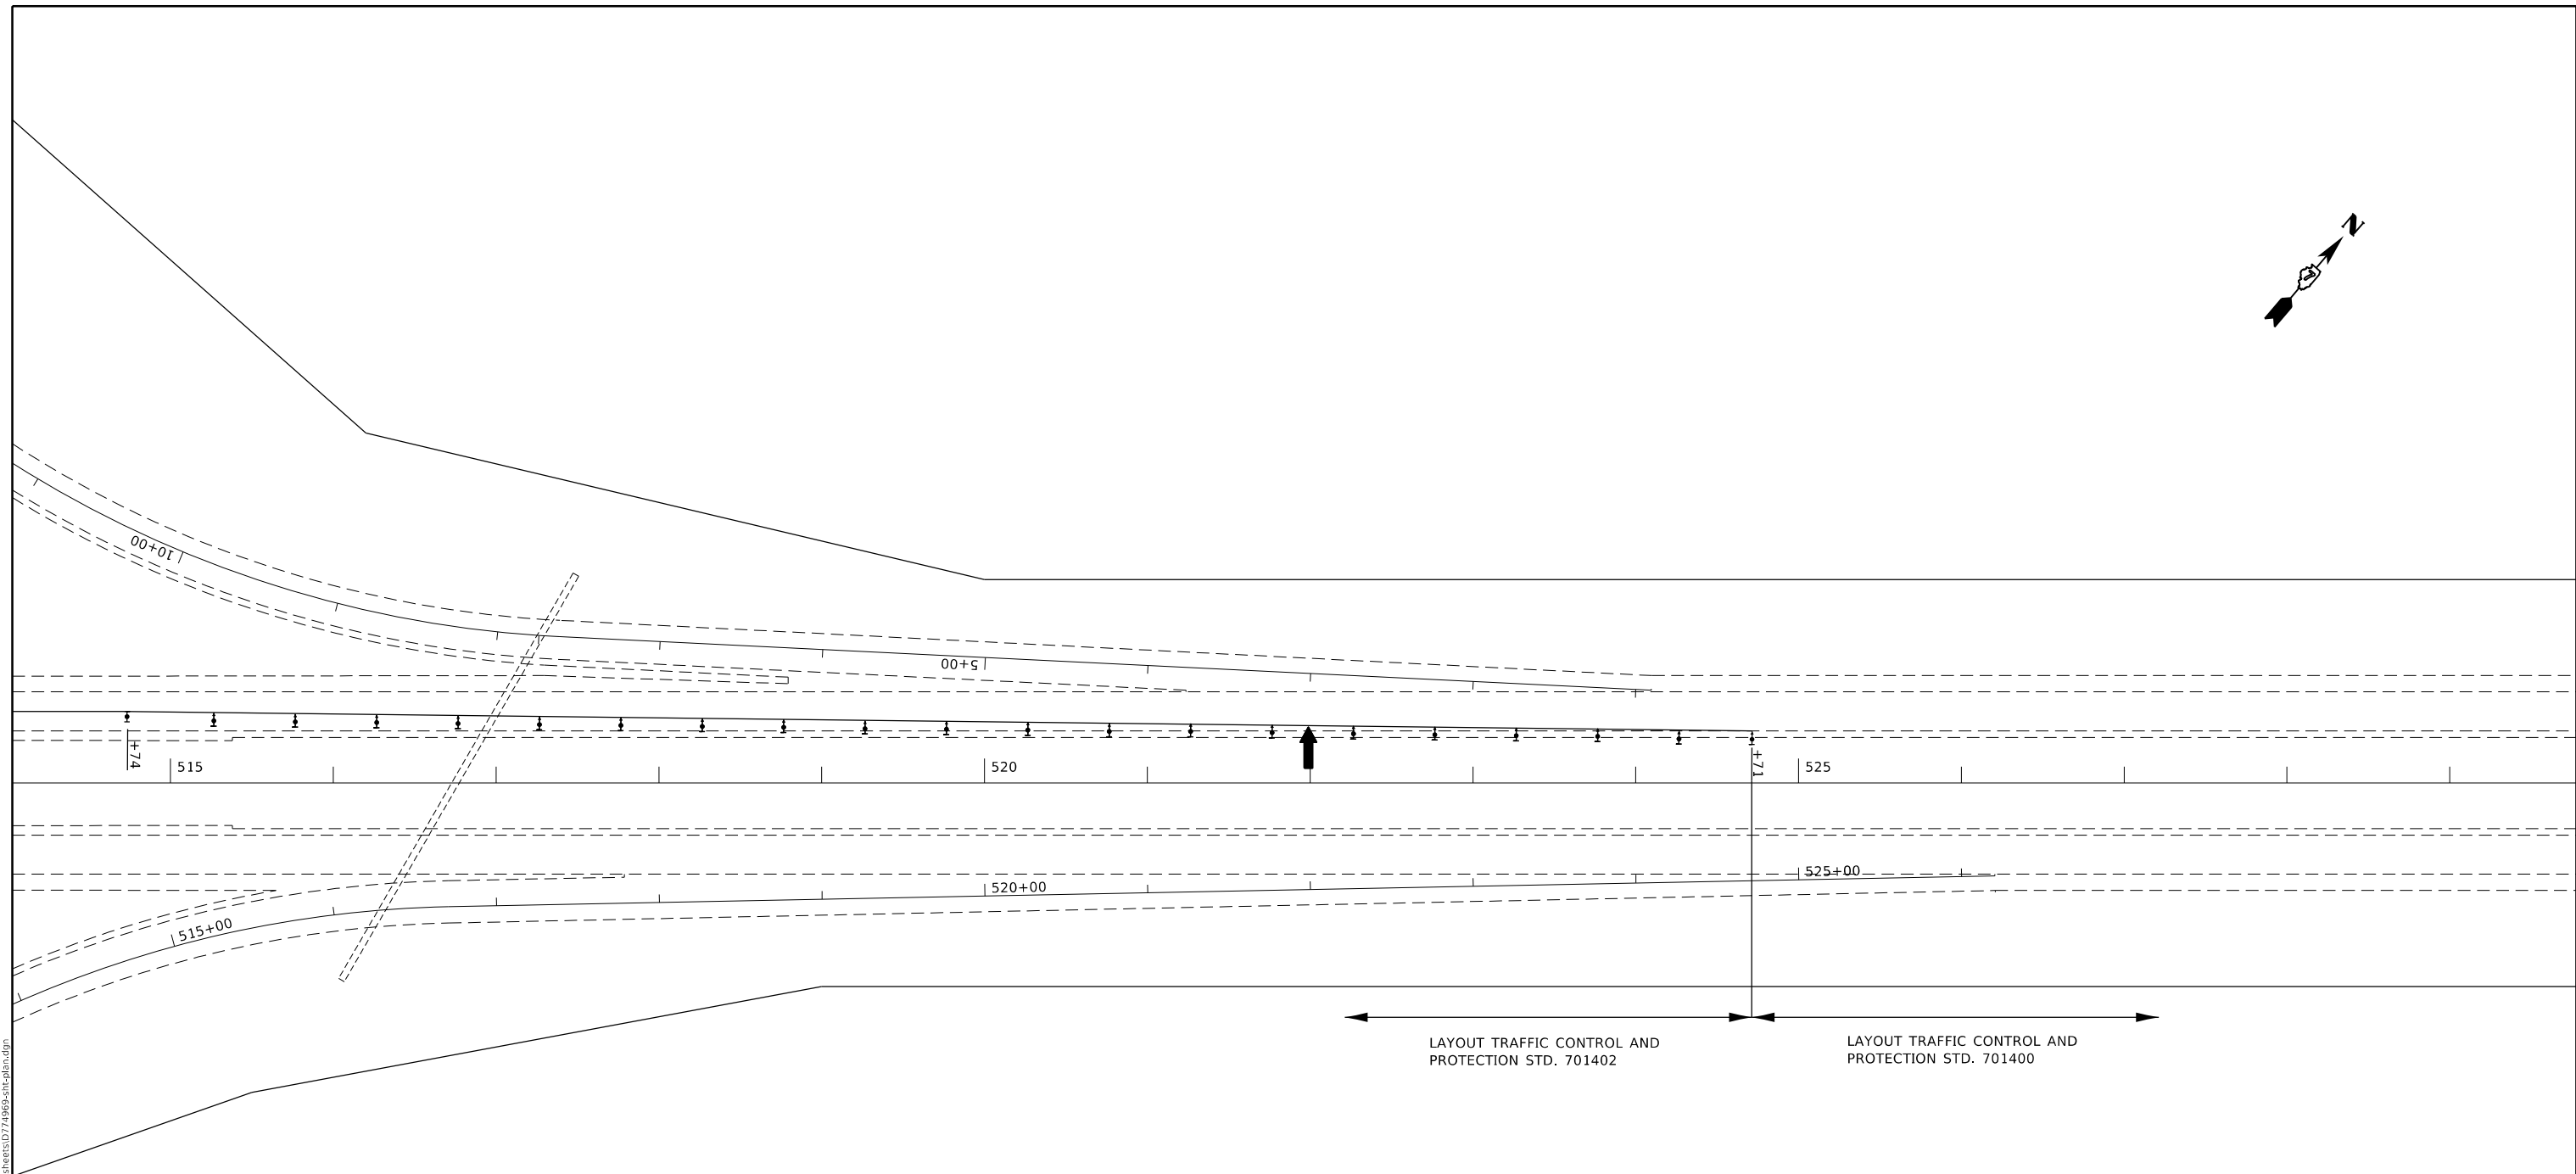 N
10+00
5+00
+74
515
520
+71
525
525+00
520+00
515+00
LAYOUT TRAFFIC CONTROL AND
PROTECTION STD. 701402
LAYOUT TRAFFIC CONTROL AND
PROTECTION STD. 701400
sheets\D774969-sht-plan.dgn